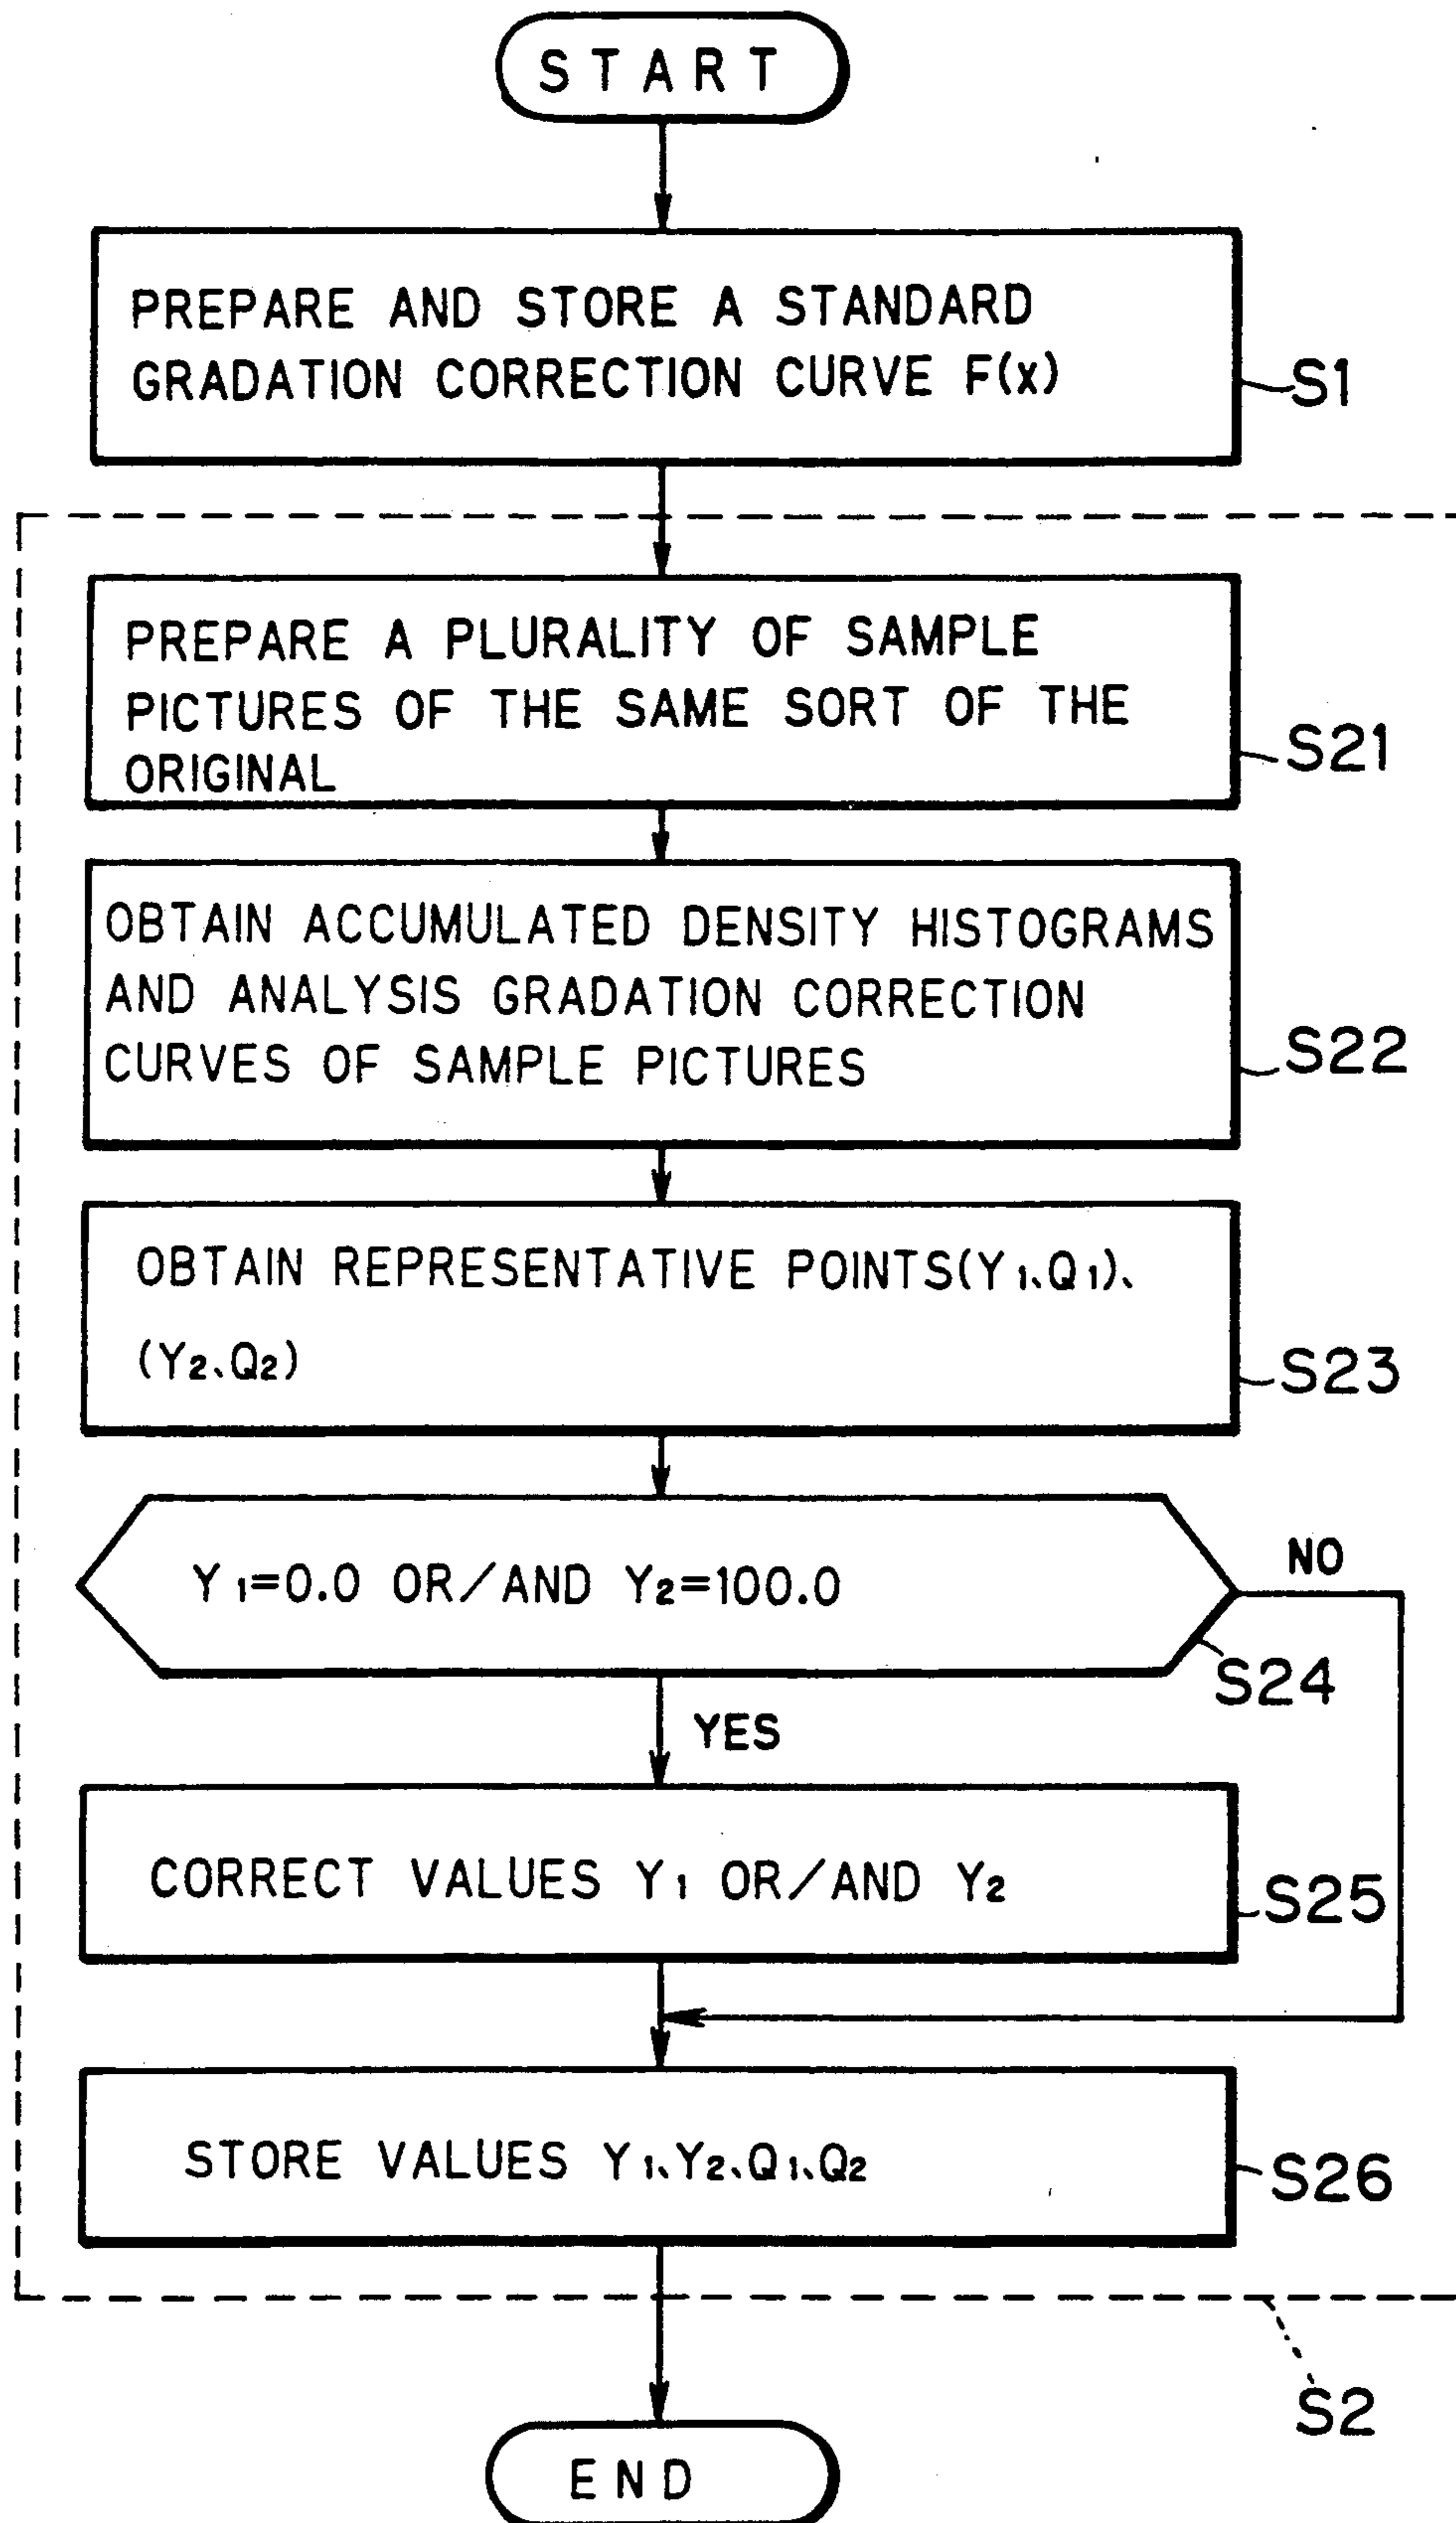 START
PREPARE AND STORE A STANDARD
GRADATION CORRECTION CURVE F(x)
S1
PREPARE A PLURALITY OF SAMPLE
PICTURES OF THE SAME SORT OF THE
ORIGINAL
S21
OBTAIN ACCUMULATED DENSITY HISTOGRAMS
AND ANALYSIS GRADATION CORRECTION
CURVES OF SAMPLE PICTURES
S22
OBTAIN REPRESENTATIVE POINTS(Y₁、Q₁)、
(Y₂、Q₂)
S23
Y₁=0.0 OR/AND Y₂=100.0
NO
S24
YES
CORRECT VALUES Y₁ OR/AND Y₂
S25
STORE VALUES Y₁、Y₂、Q₁、Q₂
S26
S2
END